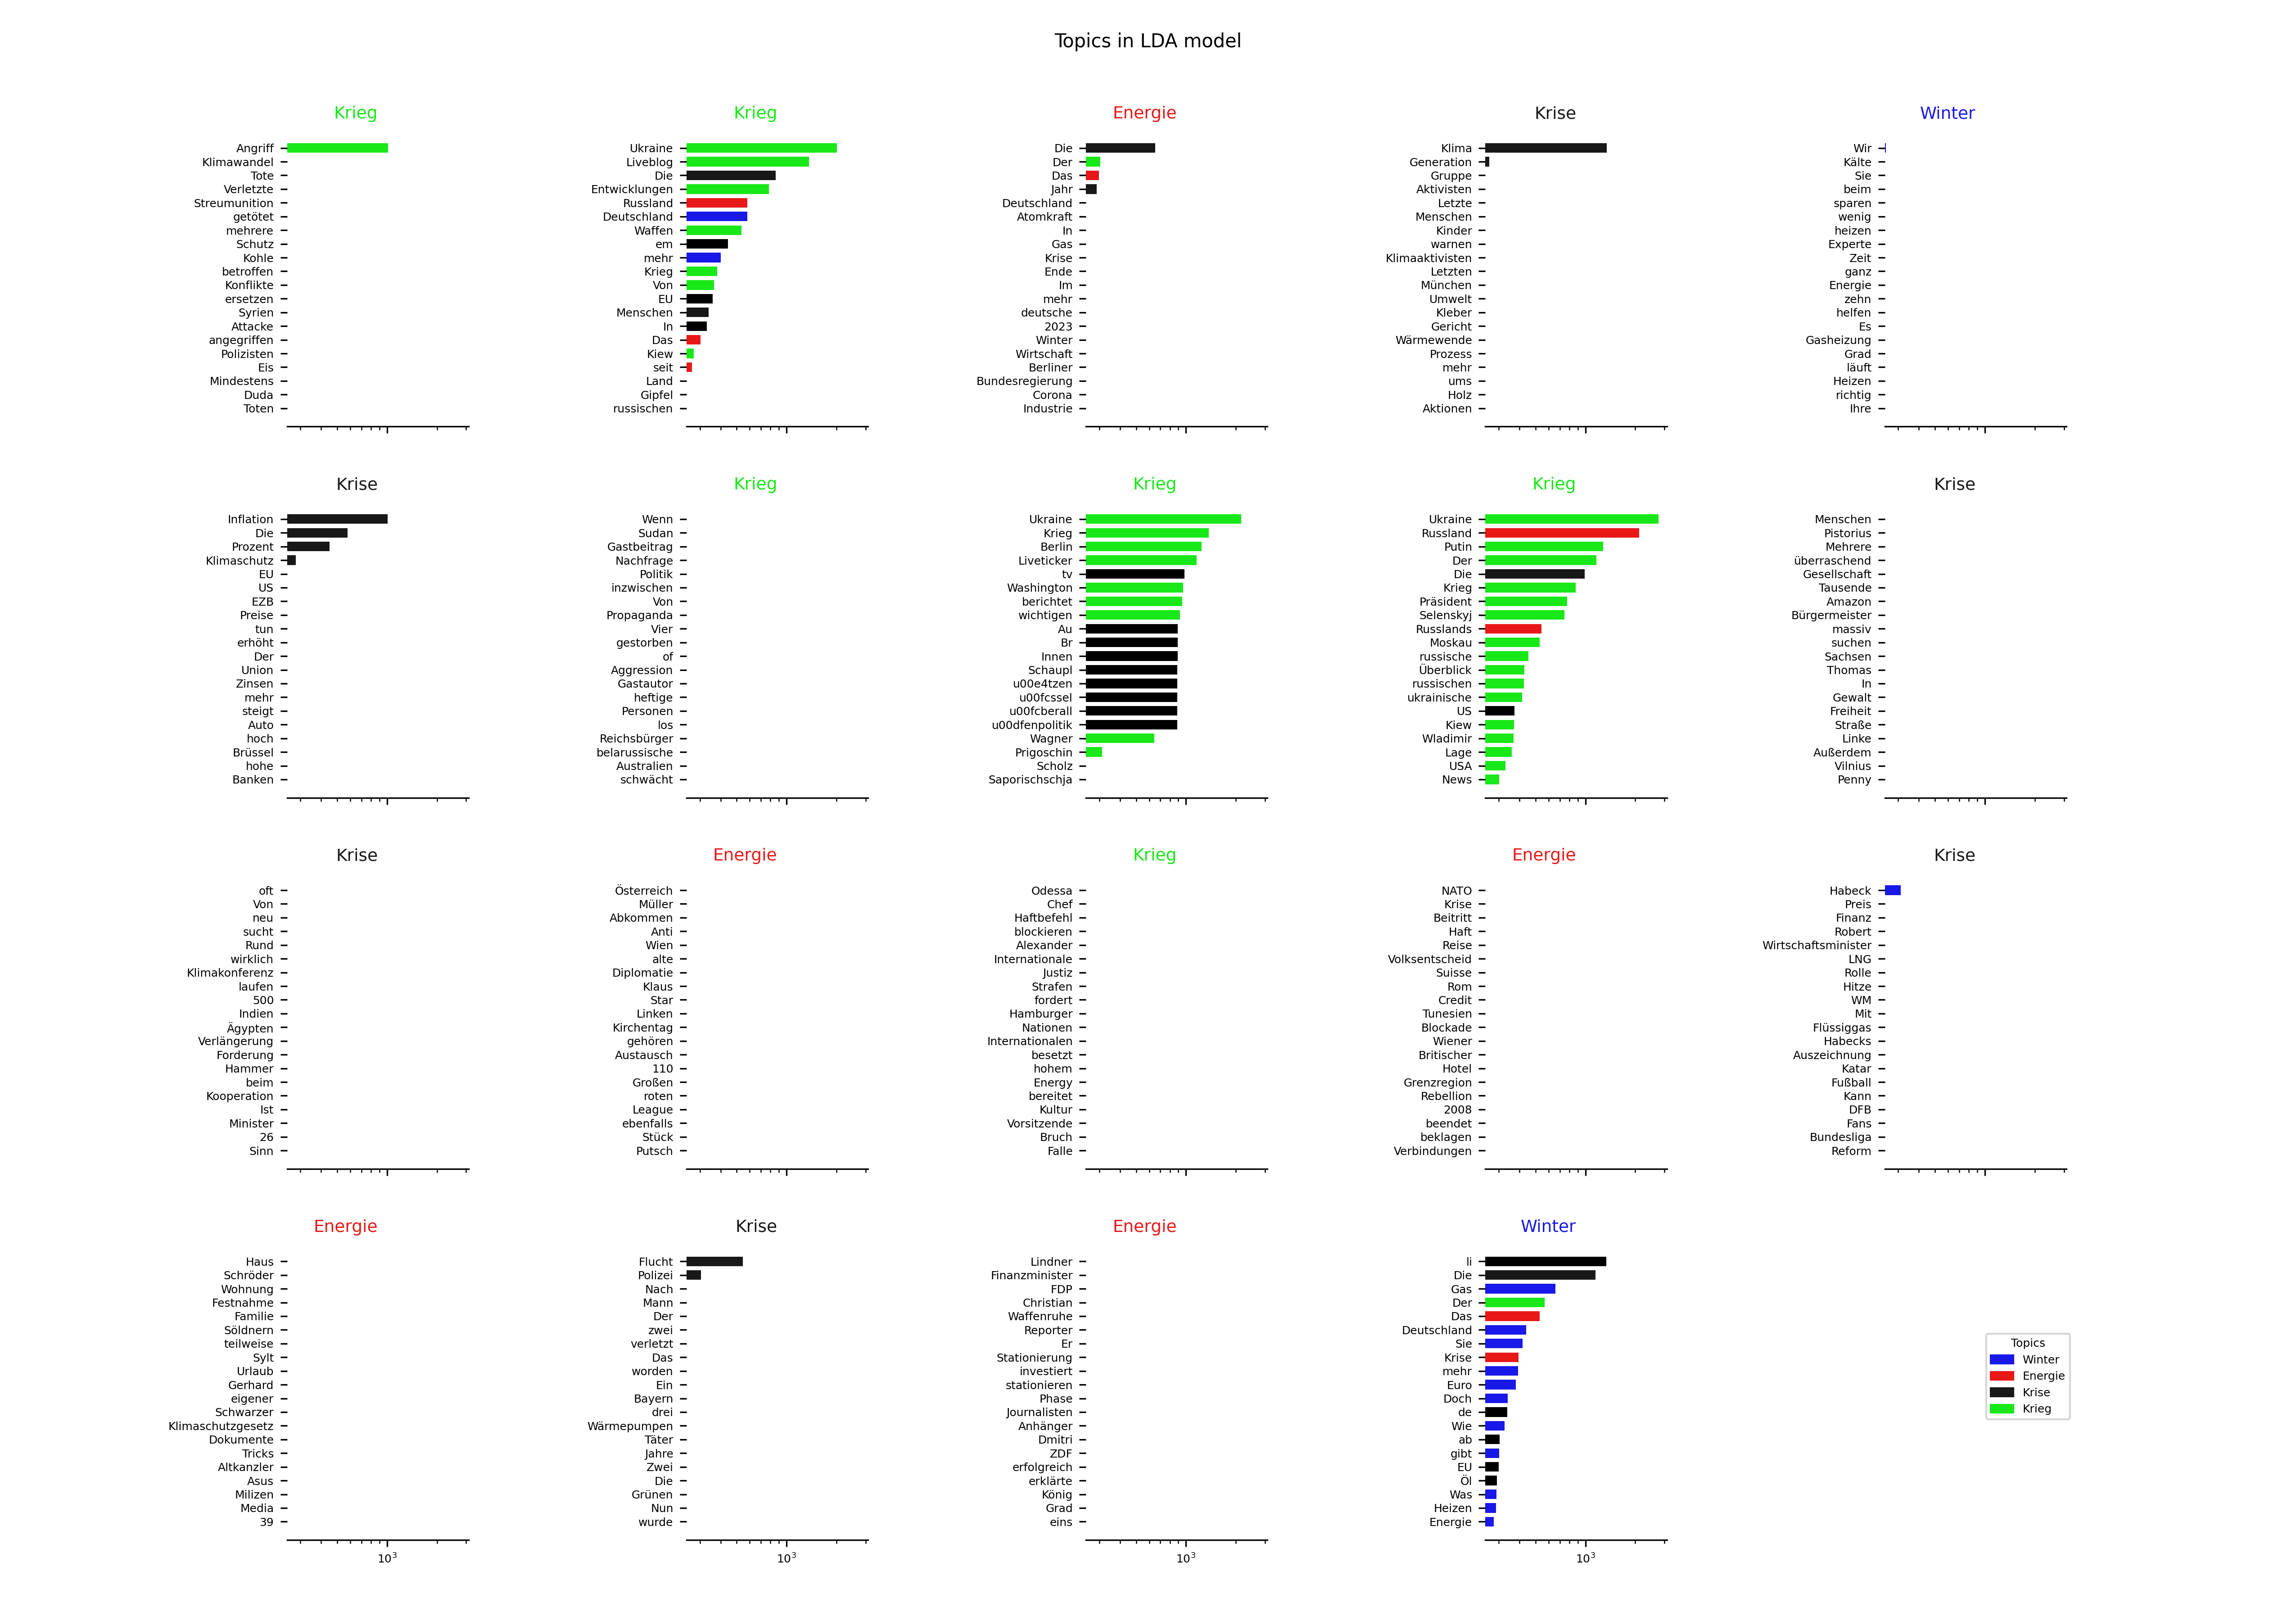 Topics in LDA model
Krieg
Angriff
Klimawandel
Tote
Verletzte
Streumunition
getötet
mehrere
Schutz
Kohle
betroffen
Konflikte
ersetzen
Syrien
Attacke
angegriffen
Polizisten
Eis
Mindestens
Duda
Toten
Krieg
Ukraine
Liveblog
Die
Entwicklungen
Russland
Deutschland
Waffen
em
mehr
Krieg
Von
EU
Menschen
In
Das
Kiew
seit
Land
Gipfel
russischen
Energie
Die
Der
Das
Jahr
Deutschland
Atomkraft
In
Gas
Krise
Ende
Im
mehr
deutsche
2023
Winter
Wirtschaft
Berliner
Bundesregierung
Corona
Industrie
Krise
Klima
Generation
Gruppe
Aktivisten
Letzte
Menschen
Kinder
warnen
Klimaaktivisten
Letzten
München
Umwelt
Kleber
Gericht
Wärmewende
Prozess
mehr
ums
Holz
Aktionen
Winter
Wir
Kälte
Sie
beim
sparen
wenig
heizen
Experte
Zeit
ganz
Energie
zehn
helfen
Es
Gasheizung
Grad
läuft
Heizen
richtig
Ihre
Krise
Inflation
Die
Prozent
Klimaschutz
EU
US
EZB
Preise
tun
erhöht
Der
Union
Zinsen
mehr
steigt
Auto
hoch
Brüssel
hohe
Banken
Krieg
Wenn
Sudan
Gastbeitrag
Nachfrage
Politik
inzwischen
Von
Propaganda
Vier
gestorben
of
Aggression
Gastautor
heftige
Personen
los
Reichsbürger
belarussische
Australien
schwächt
Krieg
Ukraine
Krieg
Berlin
Liveticker
tv
Washington
berichtet
wichtigen
Au
Br
Innen
Schaupl
u00e4tzen
u00fcssel
u00fcberall
u00dfenpolitik
Wagner
Prigoschin
Scholz
Saporischschja
Krieg
Ukraine
Russland
Putin
Der
Die
Krieg
Präsident
Selenskyj
Russlands
Moskau
russische
Überblick
russischen
ukrainische
US
Kiew
Wladimir
Lage
USA
News
Krise
Menschen
Pistorius
Mehrere
überraschend
Gesellschaft
Tausende
Amazon
Bürgermeister
massiv
suchen
Sachsen
Thomas
In
Gewalt
Freiheit
Straße
Linke
Außerdem
Vilnius
Penny
Krise
oft
Von
neu
sucht
Rund
wirklich
Klimakonferenz
laufen
500
Indien
Ägypten
Verlängerung
Forderung
Hammer
beim
Kooperation
Ist
Minister
26
Sinn
Energie
Österreich
Müller
Abkommen
Anti
Wien
alte
Diplomatie
Klaus
Star
Linken
Kirchentag
gehören
Austausch
110
Großen
roten
League
ebenfalls
Stück
Putsch
Krieg
Odessa
Chef
Haftbefehl
blockieren
Alexander
Internationale
Justiz
Strafen
fordert
Hamburger
Nationen
Internationalen
besetzt
hohem
Energy
bereitet
Kultur
Vorsitzende
Bruch
Falle
Energie
NATO
Krise
Beitritt
Haft
Reise
Volksentscheid
Suisse
Rom
Credit
Tunesien
Blockade
Wiener
Britischer
Hotel
Grenzregion
Rebellion
2008
beendet
beklagen
Verbindungen
Krise
Habeck
Preis
Finanz
Robert
Wirtschaftsminister
LNG
Rolle
Hitze
WM
Mit
Flüssiggas
Habecks
Auszeichnung
Katar
Fußball
Kann
DFB
Fans
Bundesliga
Reform
Energie
Haus
Schröder
Wohnung
Festnahme
Familie
Söldnern
teilweise
Sylt
Urlaub
Gerhard
eigener
Schwarzer
Klimaschutzgesetz
Dokumente
Tricks
Altkanzler
Asus
Milizen
Media
39
10³
Krise
Flucht
Polizei
Nach
Mann
Der
zwei
verletzt
Das
worden
Ein
Bayern
drei
Wärmepumpen
Täter
Jahre
Zwei
Die
Grünen
Nun
wurde
10³
Energie
Lindner
Finanzminister
FDP
Christian
Waffenruhe
Reporter
Er
Stationierung
investiert
stationieren
Phase
Journalisten
Anhänger
Dmitri
ZDF
erfolgreich
erklärte
König
Grad
eins
10³
Winter
li
Die
Gas
Der
Das
Deutschland
Sie
Krise
mehr
Euro
Doch
de
Wie
ab
gibt
EU
Öl
Was
Heizen
Energie
10³
Topics
Winter
Energie
Krise
Krieg